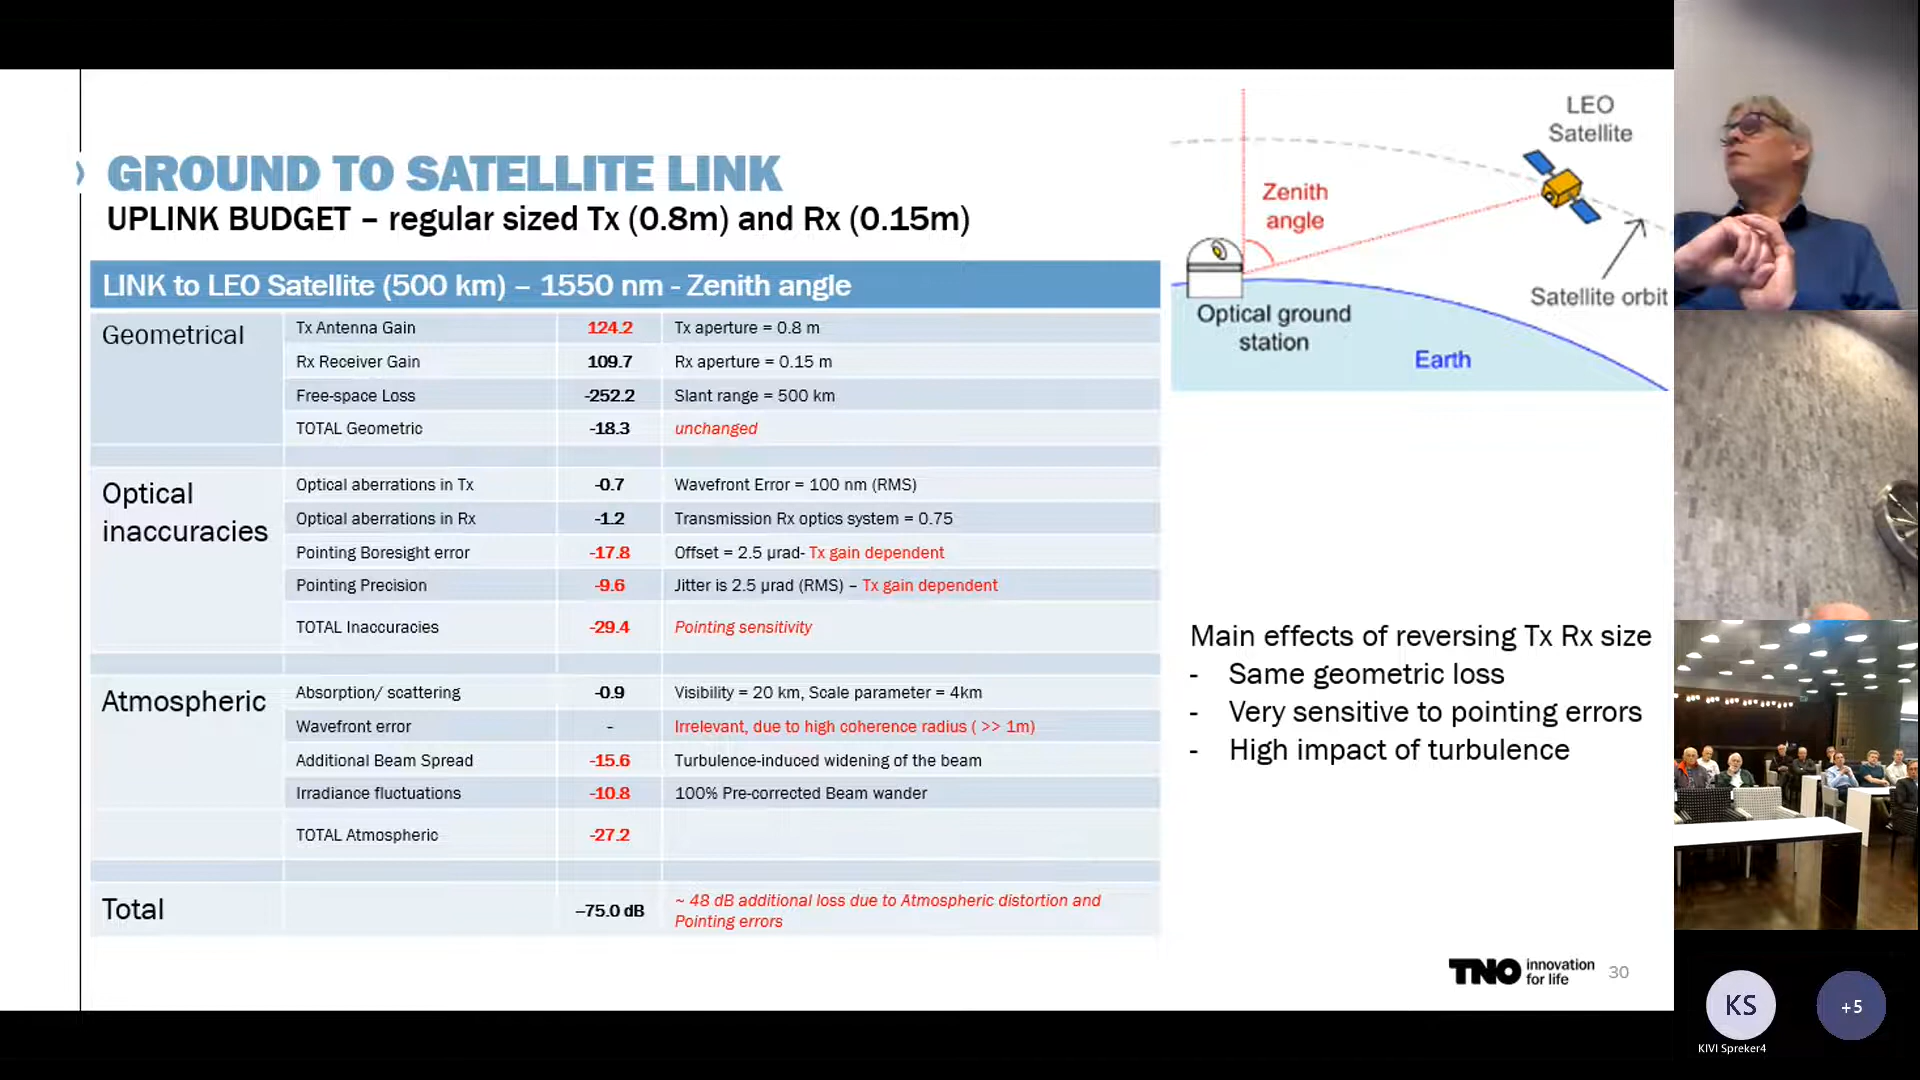 GROUND TO SATELLITE LINK
UPLINK BUDGET – regular sized Tx (0.8m) and Rx (0.15m)
LINK to LEO Satellite (500 km) – 1550 nm - Zenith angle
Geometrical
Tx Antenna Gain 124.2 Tx aperture = 0.8 m
Rx Receiver Gain 109.7 Rx aperture = 0.15 m
Free-space Loss -252.2 Slant range = 500 km
TOTAL Geometric -18.3 unchanged
Optical
inaccuracies
Optical aberrations in Tx -0.7 Wavefront Error = 100 nm (RMS)
Optical aberrations in Rx -1.2 Transmission Rx optics system = 0.75
Pointing Boresight error -17.8 Offset = 2.5 µrad- Tx gain dependent
Pointing Precision -9.6 Jitter is 2.5 µrad (RMS) – Tx gain dependent
TOTAL Inaccuracies -29.4 Pointing sensitivity
Atmospheric
Absorption/ scattering -0.9 Visibility = 20 km, Scale parameter = 4km
Wavefront error - Irrelevant, due to high coherence radius ( >> 1m)
Additional Beam Spread -15.6 Turbulence-induced widening of the beam
Irradiance fluctuations -10.8 100% Pre-corrected Beam wander
TOTAL Atmospheric -27.2
Total –75.0 dB ~ 48 dB additional loss due to Atmospheric distortion and
Pointing errors
LEO
Satellite
Zenith
angle
Satellite orbit
Optical ground
station
Earth
Main effects of reversing Tx Rx size
- Same geometric loss
- Very sensitive to pointing errors
- High impact of turbulence
TNO innovation
for life
30
KS
KIVI Spreker4
+5